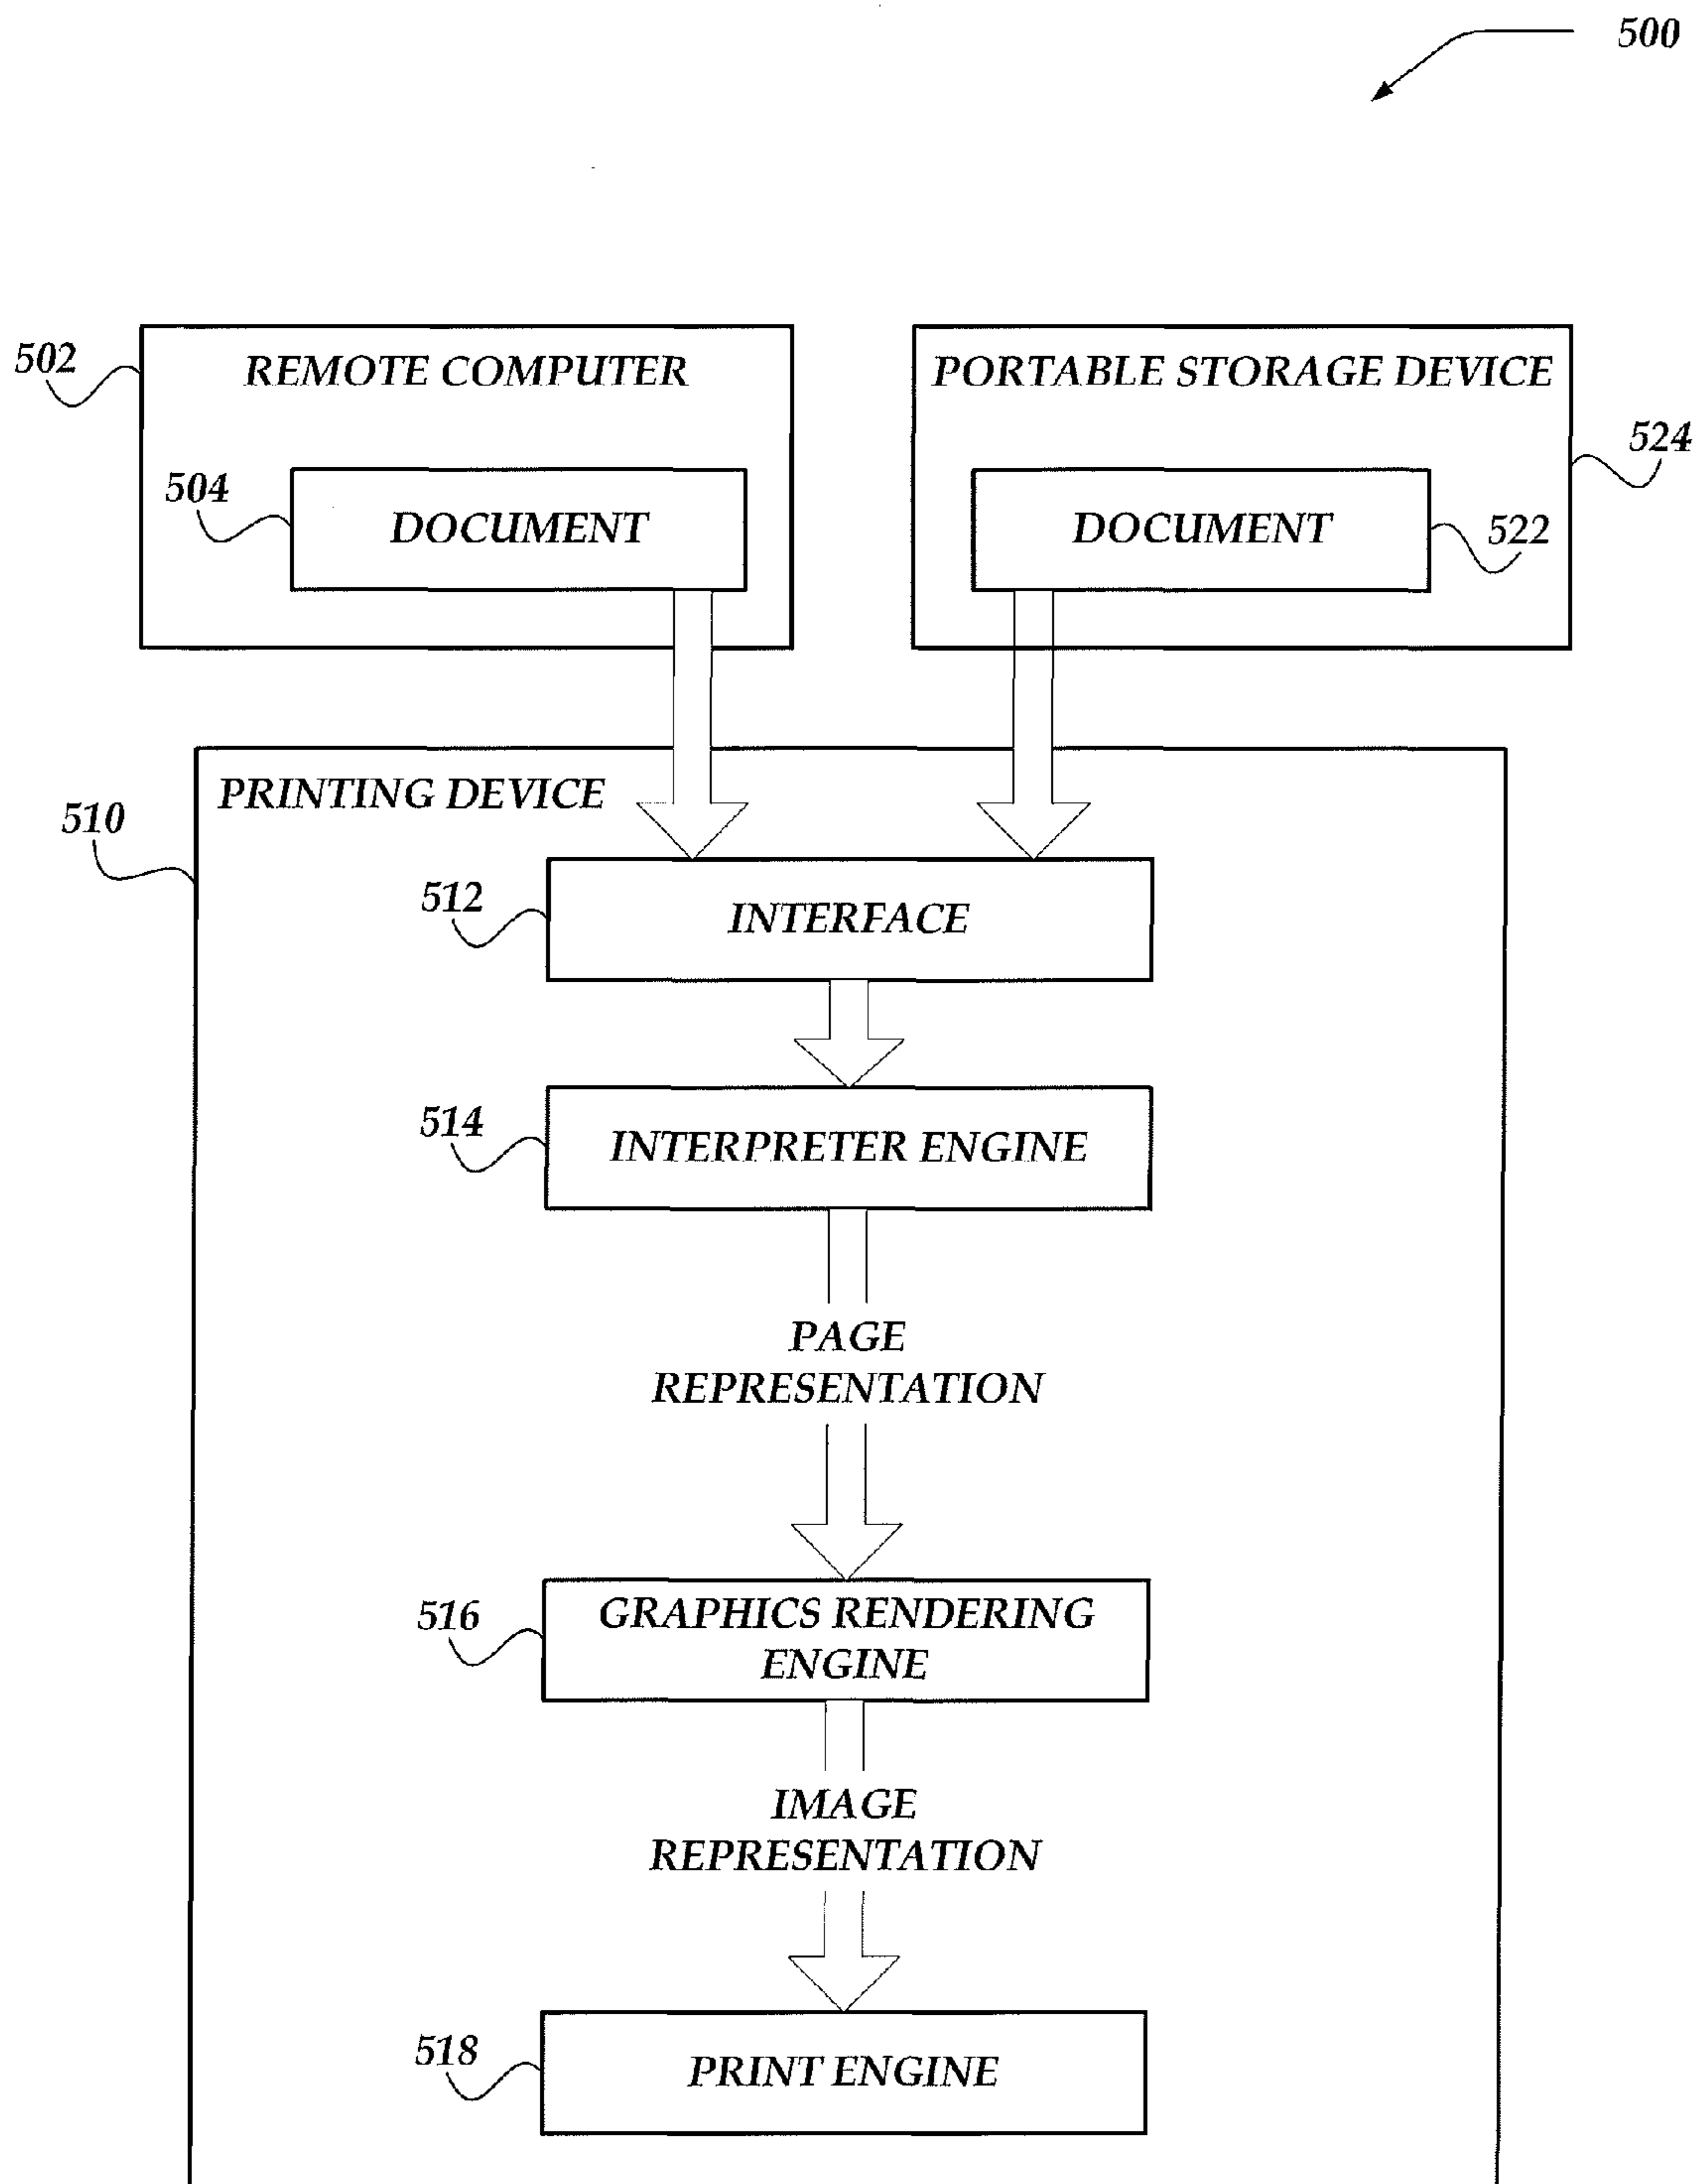 500
502
REMOTE COMPUTER
PORTABLE STORAGE DEVICE
524
504
DOCUMENT
DOCUMENT
522
PRINTING DEVICE
510
512
INTERFACE
514
INTERPRETER ENGINE
PAGE
REPRESENTATION
516
GRAPHICS RENDERING
ENGINE
IMAGE
REPRESENTATION
518
PRINT ENGINE